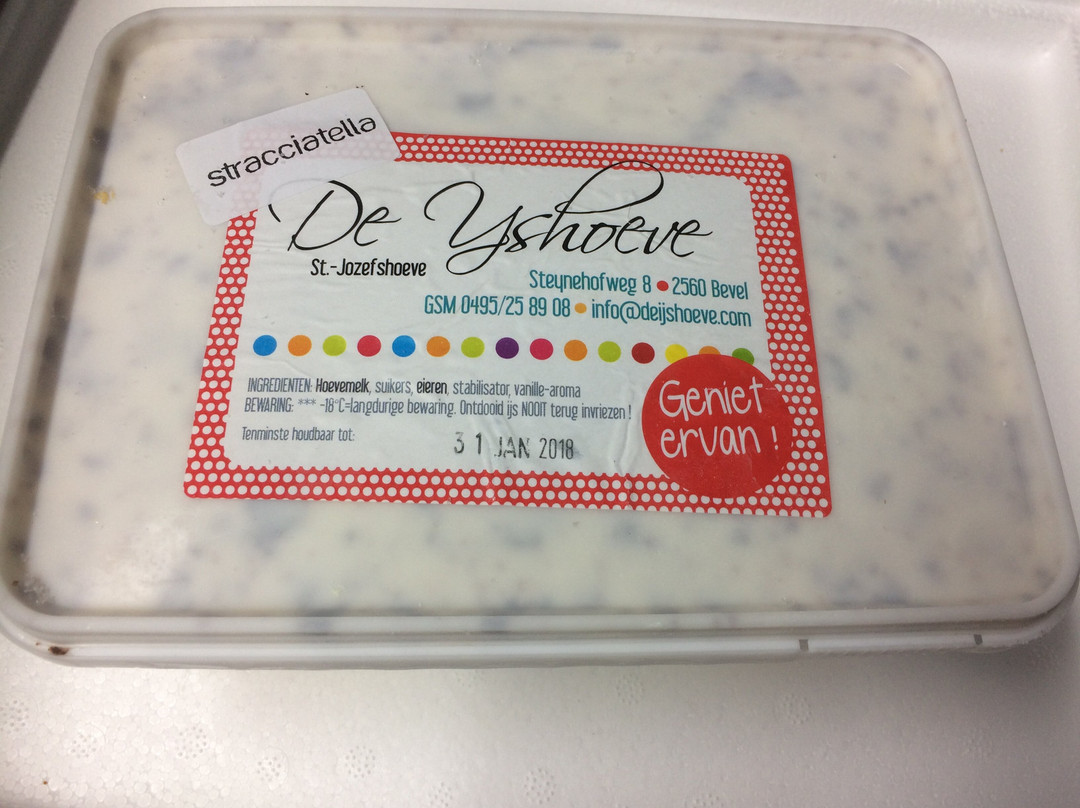 stracciatella
De Yshoeve
St.-Jozefshoeve
Steynehofweg 8 • 2560 Bevel
GSM 0495/25 89 08 • info@deijshoeve.com
INGREDIENTEN: Hoevemelk, suikers, eieren, stabilisator, vanille-aroma
BEWARING: *** -18°C=langdurige bewaring. Ontdooid ijs NOOIT terug invriezen !
Tenminste houdbaar tot:
31 JAN 2018
Geniet
ervan !